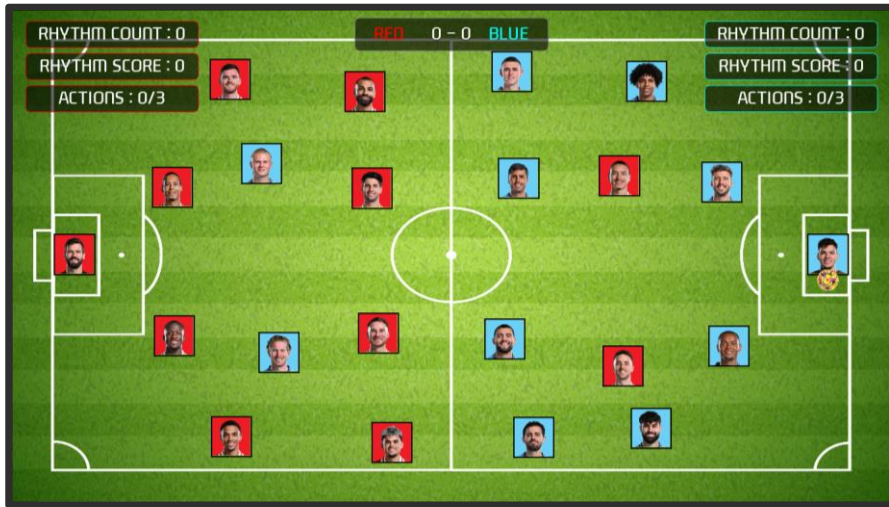 RHYTHM COUNT : 0
RHYTHM SCORE : 0
ACTIONS : 0/3
RED 0 - 0 BLUE
RHYTHM COUNT : 0
RHYTHM SCORE : 0
ACTIONS : 0/3